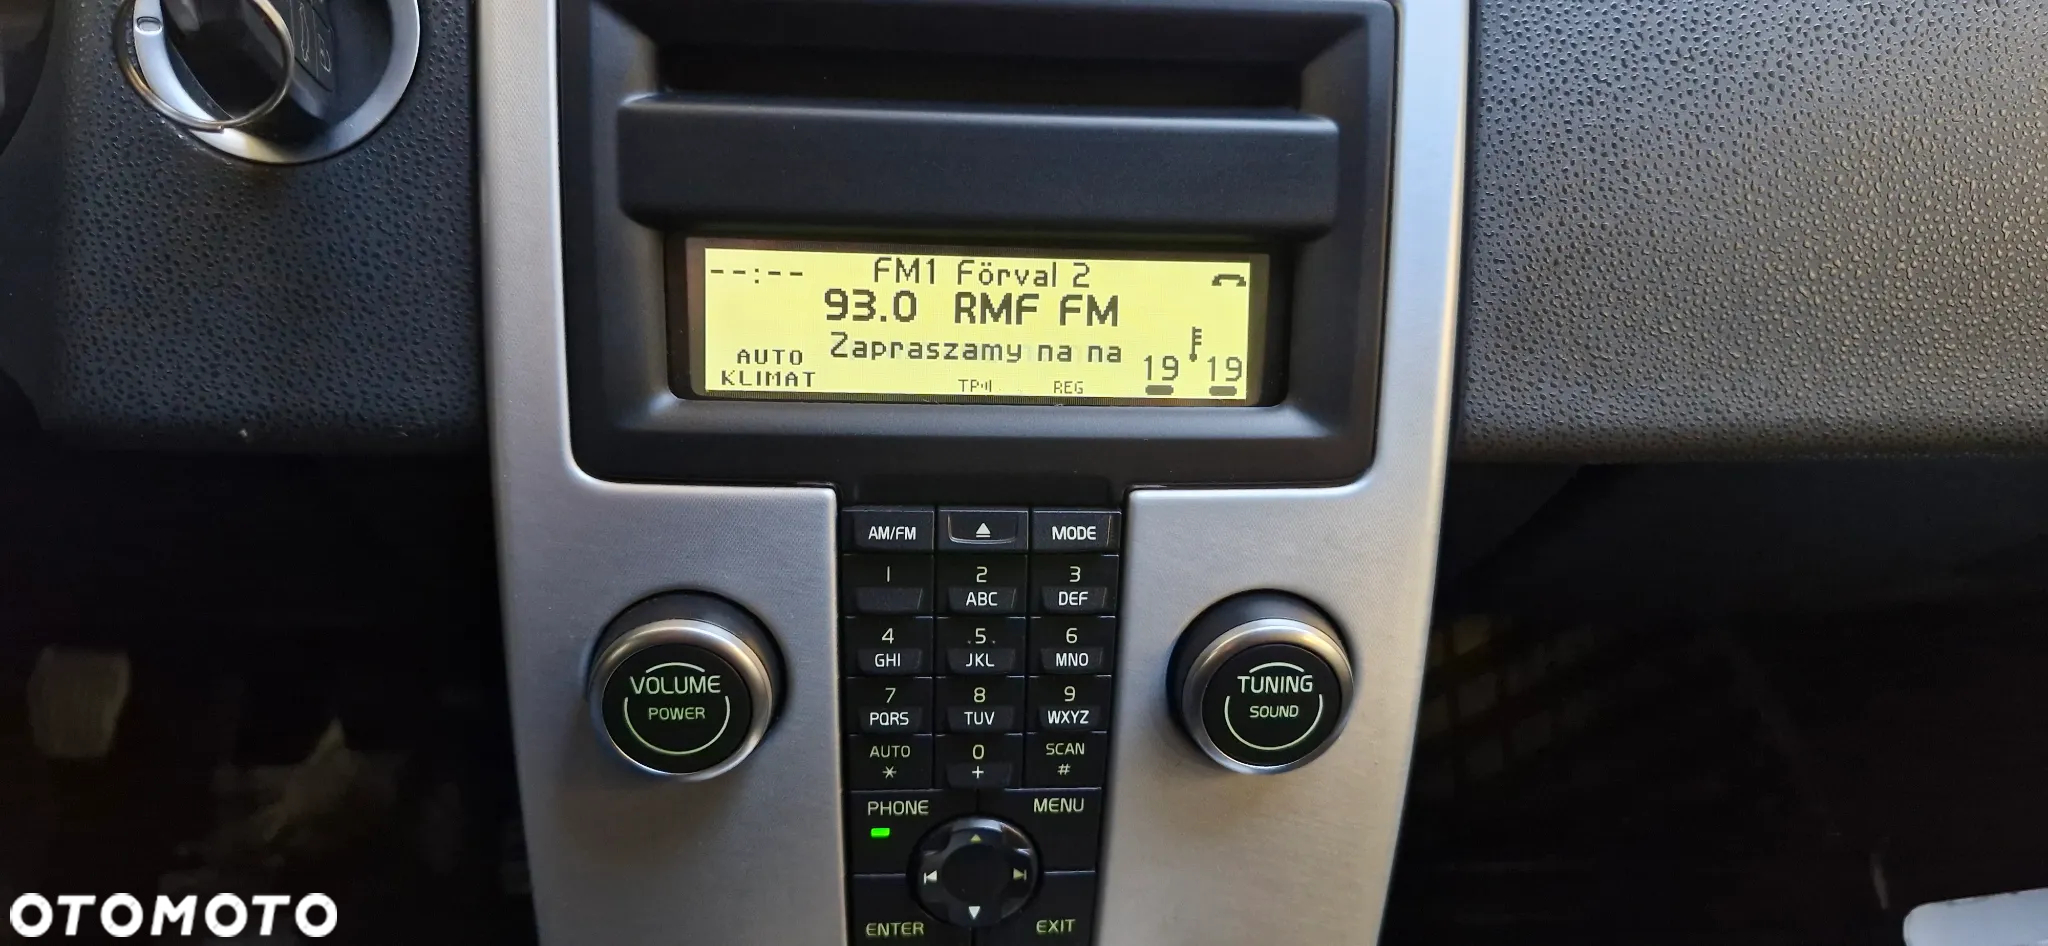 --:-- FM1 Förval 2
93.0 RMF FM
Zapraszamy na na
AUTO
KLIMAT
TP REG
19 19
AM/FM MODE
1 2 3
ABC DEF
4 5 6
GHI JKL MNO
7 8 9
PQRS TUV WXYZ
AUTO 0 SCAN
* + #
VOLUME
POWER
TUNING
SOUND
PHONE MENU
ENTER EXIT
OTOMOTO